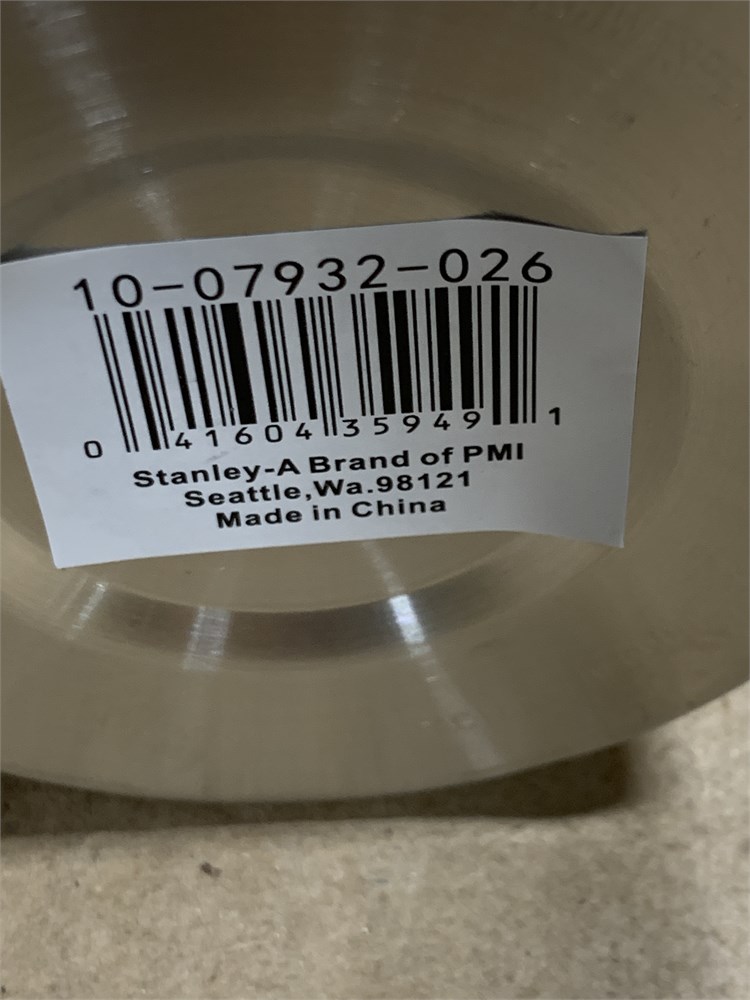 10-07932-026
0 41604 35949 1
Stanley-A Brand of PMI
Seattle,Wa.98121
Made in China